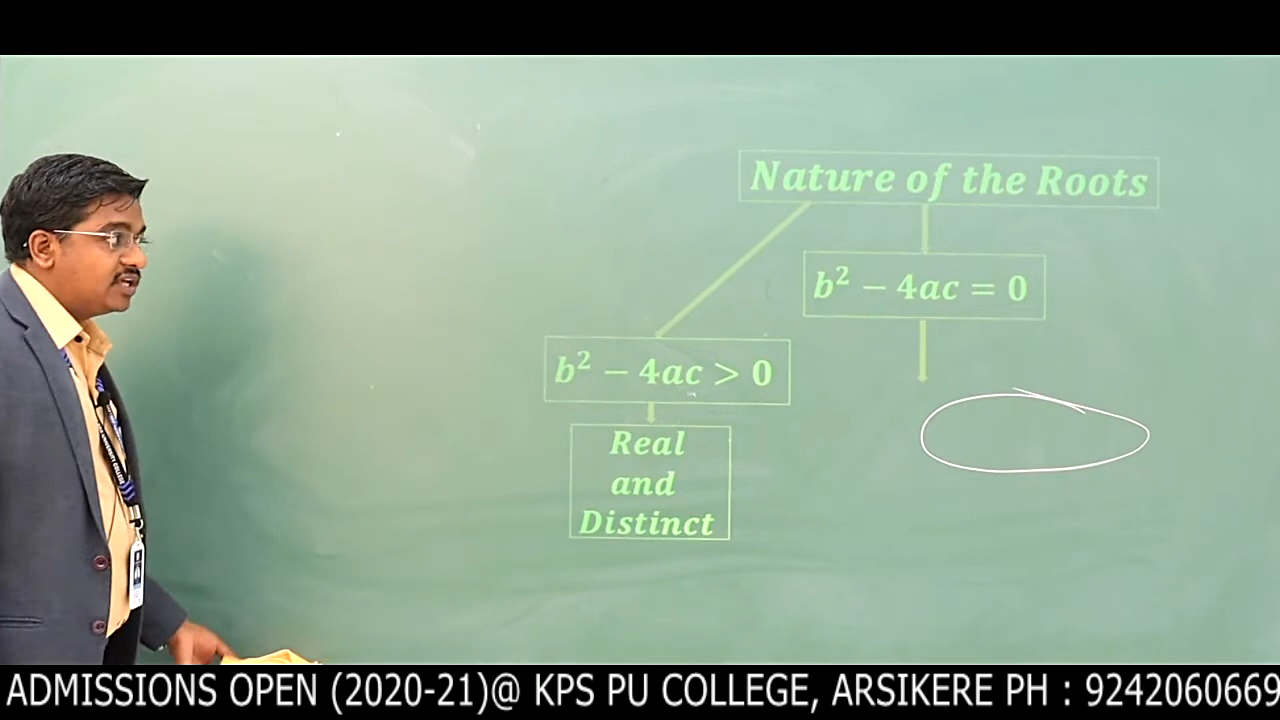 Nature of the Roots
b² − 4ac = 0
b² − 4ac > 0
Real
and
Distinct
ADMISSIONS OPEN (2020-21)@ KPS PU COLLEGE, ARSIKERE PH : 9242060669